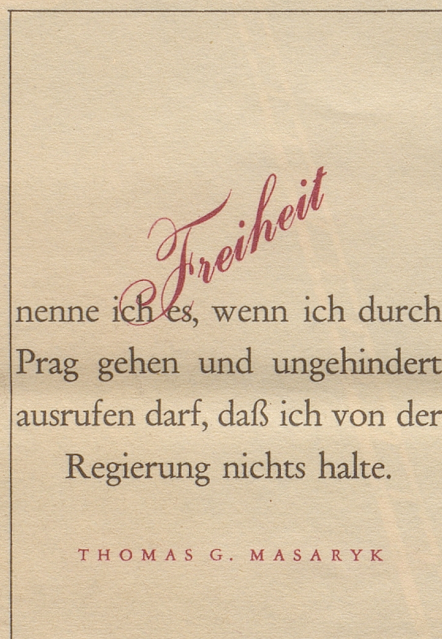 Freiheit
nenne ich es, wenn ich durch
Prag gehen und ungehindert
ausrufen darf, daß ich von der
Regierung nichts halte.
THOMAS G. MASARYK